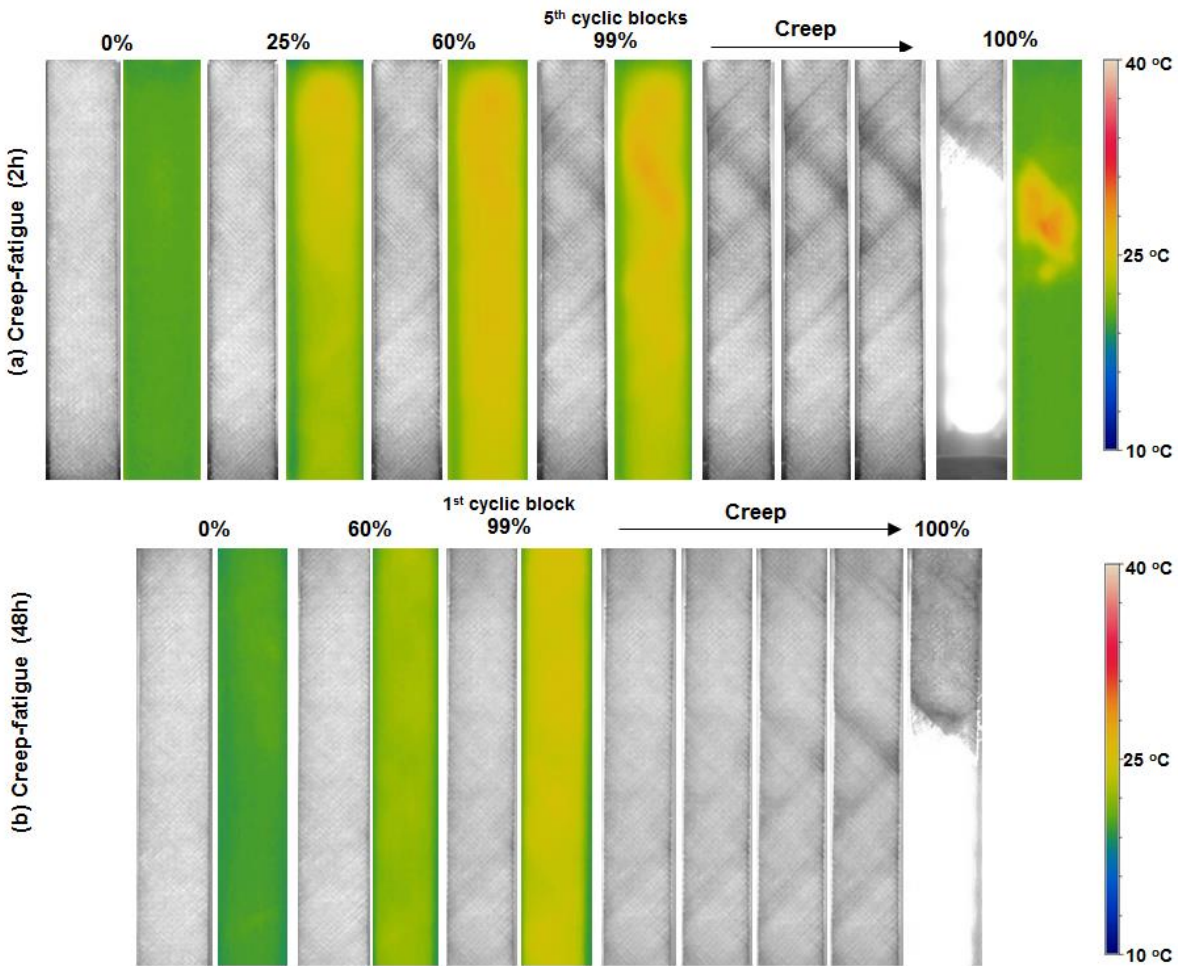 5th cyclic blocks
0% 25% 60% 99% Creep 100%
40 ºC
25 ºC
10 ºC
(a) Creep-fatigue (2h)
1st cyclic block
0% 60% 99% Creep 100%
40 ºC
25 ºC
10 ºC
(b) Creep-fatigue (48h)